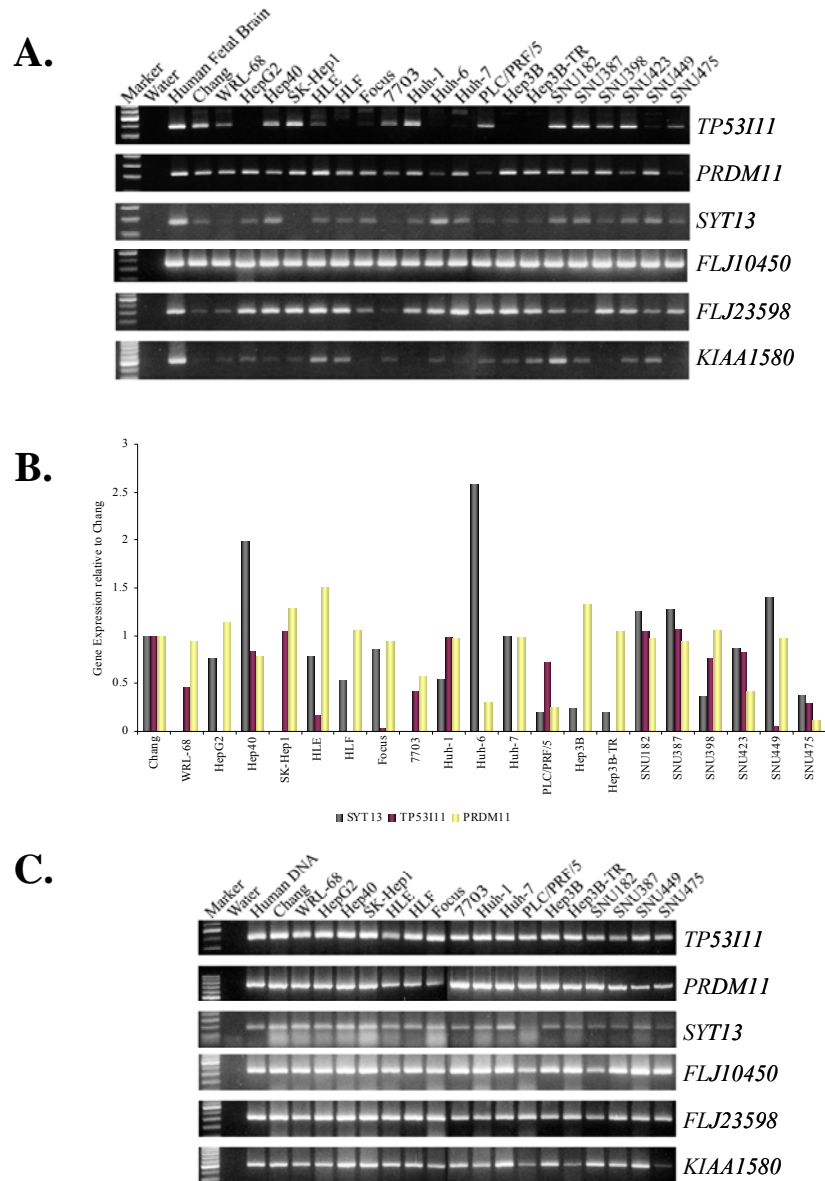 A.
Marker
Water
Human Fetal Brain
Chang
WRL-68
HepG2
Hep40
SK-Hep1
HLE
HLF
Focus
7703
Huh-1
Huh-6
Huh-7
PLC/PRF/5
Hep3B
Hep3B-TR
SNU182
SNU387
SNU398
SNU423
SNU449
SNU475
TP53I11
PRDM11
SYT13
FLJ10450
FLJ23598
KIAA1580
B.
Gene Expression relative to Chang
3
2.5
2
1.5
1
0.5
0
Chang
WRL-68
HepG2
Hep40
SK-Hep1
HLE
HLF
Focus
7703
Huh-1
Huh-6
Huh-7
PLC/PRF/5
Hep3B
Hep3B-TR
SNU182
SNU387
SNU398
SNU423
SNU449
SNU475
SYT13 TP53I11 PRDM11
C.
Marker
Water
Human DNA
Chang
WRL-68
HepG2
Hep40
SK-Hep1
HLE
HLF
Focus
7703
Huh-1
Huh-7
PLC/PRF/5
Hep3B
Hep3B-TR
SNU182
SNU387
SNU449
SNU475
TP53I11
PRDM11
SYT13
FLJ10450
FLJ23598
KIAA1580